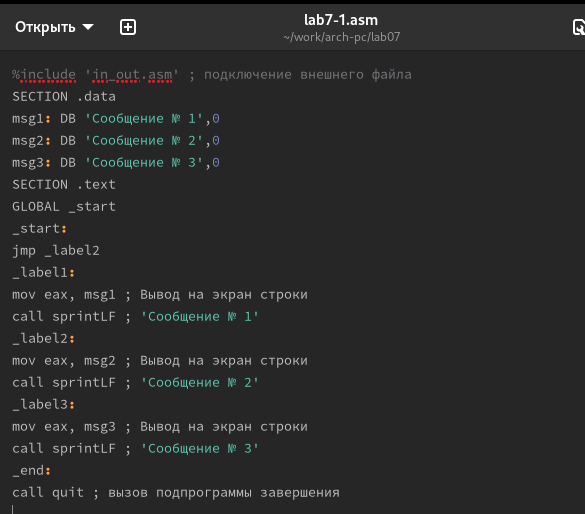 Открыть
lab7-1.asm
~/work/arch-pc/lab07
%include 'in_out.asm' ; подключение внешнего файла
SECTION .data
msg1: DB 'Сообщение № 1',0
msg2: DB 'Сообщение № 2',0
msg3: DB 'Сообщение № 3',0
SECTION .text
GLOBAL _start
_start:
jmp _label2
_label1:
mov eax, msg1 ; Вывод на экран строки
call sprintLF ; 'Сообщение № 1'
_label2:
mov eax, msg2 ; Вывод на экран строки
call sprintLF ; 'Сообщение № 2'
_label3:
mov eax, msg3 ; Вывод на экран строки
call sprintLF ; 'Сообщение № 3'
_end:
call quit ; вызов подпрограммы завершения